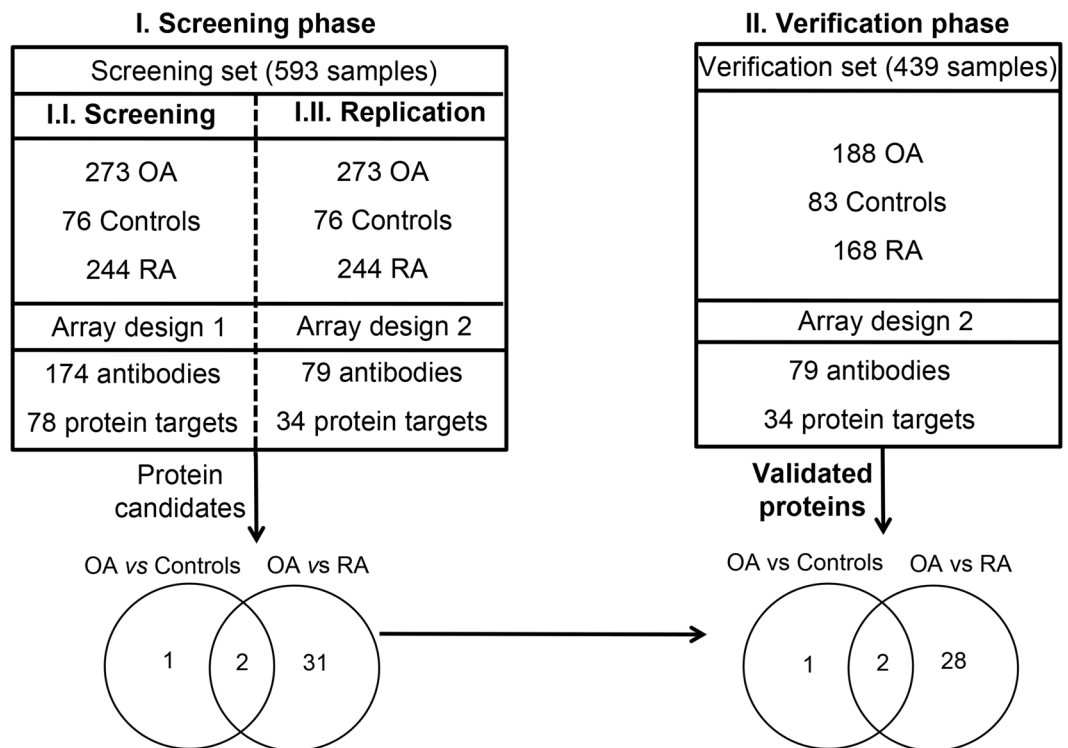 I. Screening phase
Screening set (593 samples)
I.I. Screening
I.II. Replication
273 OA
273 OA
76 Controls
76 Controls
244 RA
244 RA
Array design 1
Array design 2
174 antibodies
79 antibodies
78 protein targets
34 protein targets
Protein
candidates
OA vs Controls
OA vs RA
1
2
31
II. Verification phase
Verification set (439 samples)
188 OA
83 Controls
168 RA
Array design 2
79 antibodies
34 protein targets
Validated
proteins
OA vs Controls
OA vs RA
1
2
28